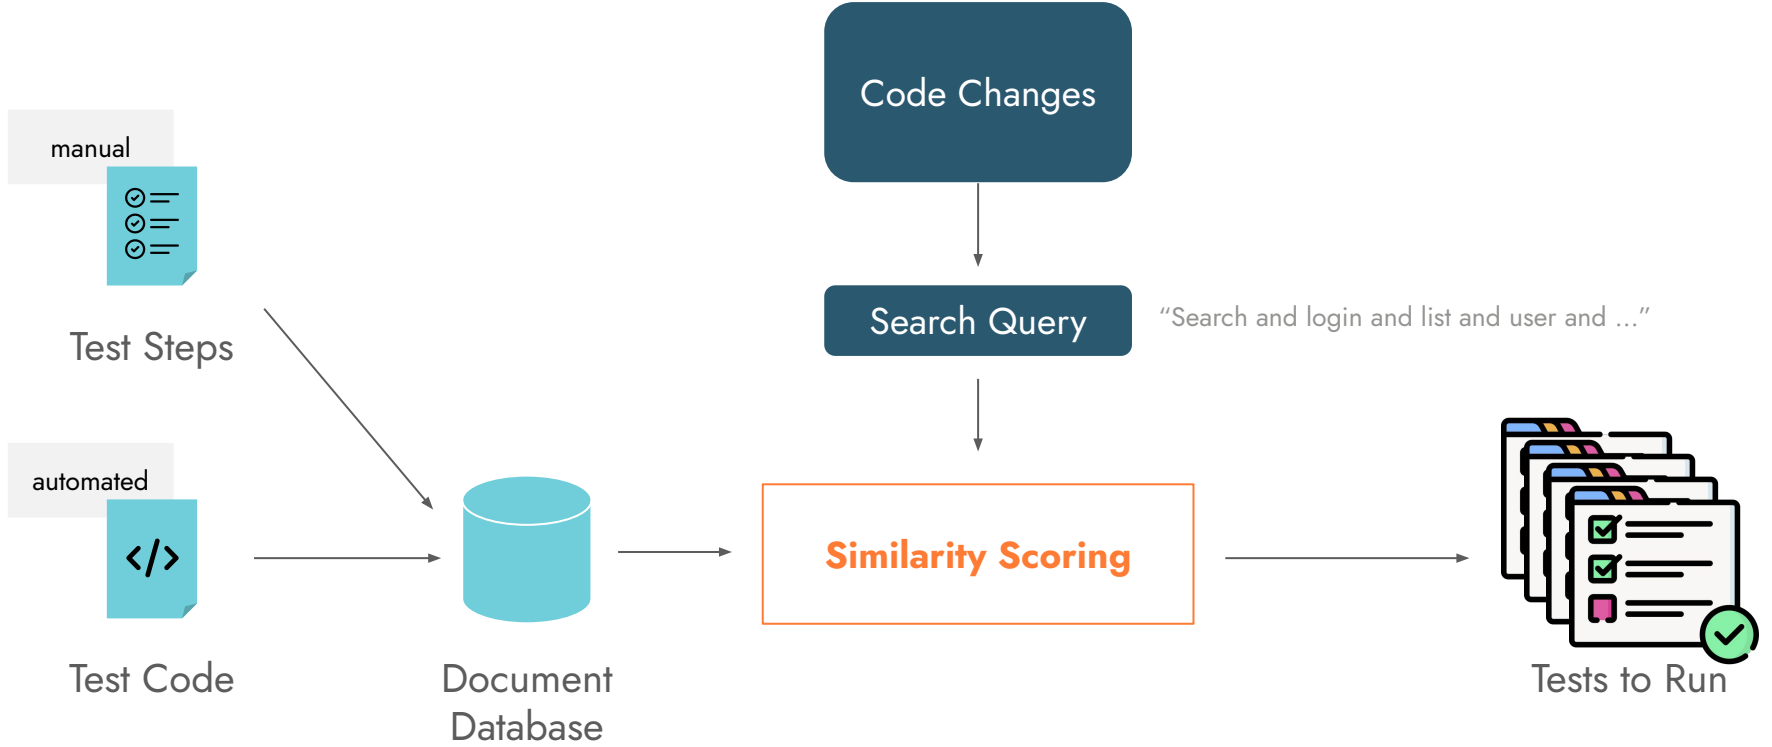 Code Changes
manual
Search Query
“Search and login and list and user and ...”
Test Steps
automated
</>
Similarity Scoring
Test Code
Document
Database
Tests to Run